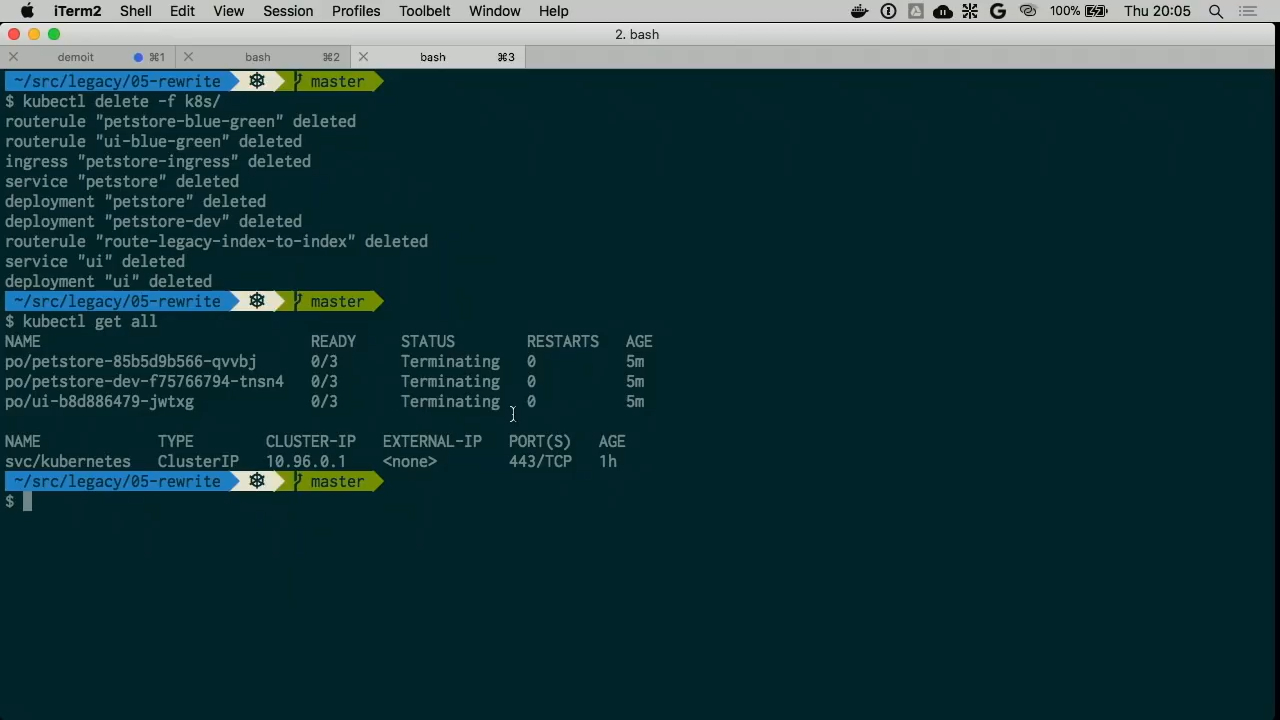 iTerm2 Shell Edit View Session Profiles Toolbelt Window Help 100% Thu 20:05
2. bash
demoit ⌘1 bash ⌘2 bash ⌘3
~/src/legacy/05-rewrite master
$ kubectl delete -f k8s/
routerule "petstore-blue-green" deleted
routerule "ui-blue-green" deleted
ingress "petstore-ingress" deleted
service "petstore" deleted
deployment "petstore" deleted
deployment "petstore-dev" deleted
routerule "route-legacy-index-to-index" deleted
service "ui" deleted
deployment "ui" deleted
~/src/legacy/05-rewrite master
$ kubectl get all
NAME READY STATUS RESTARTS AGE
po/petstore-85b5d9b566-qvvbj 0/3 Terminating 0 5m
po/petstore-dev-f75766794-tnsn4 0/3 Terminating 0 5m
po/ui-b8d886479-jwtxg 0/3 Terminating 0 5m
NAME TYPE CLUSTER-IP EXTERNAL-IP PORT(S) AGE
svc/kubernetes ClusterIP 10.96.0.1 <none> 443/TCP 1h
~/src/legacy/05-rewrite master
$